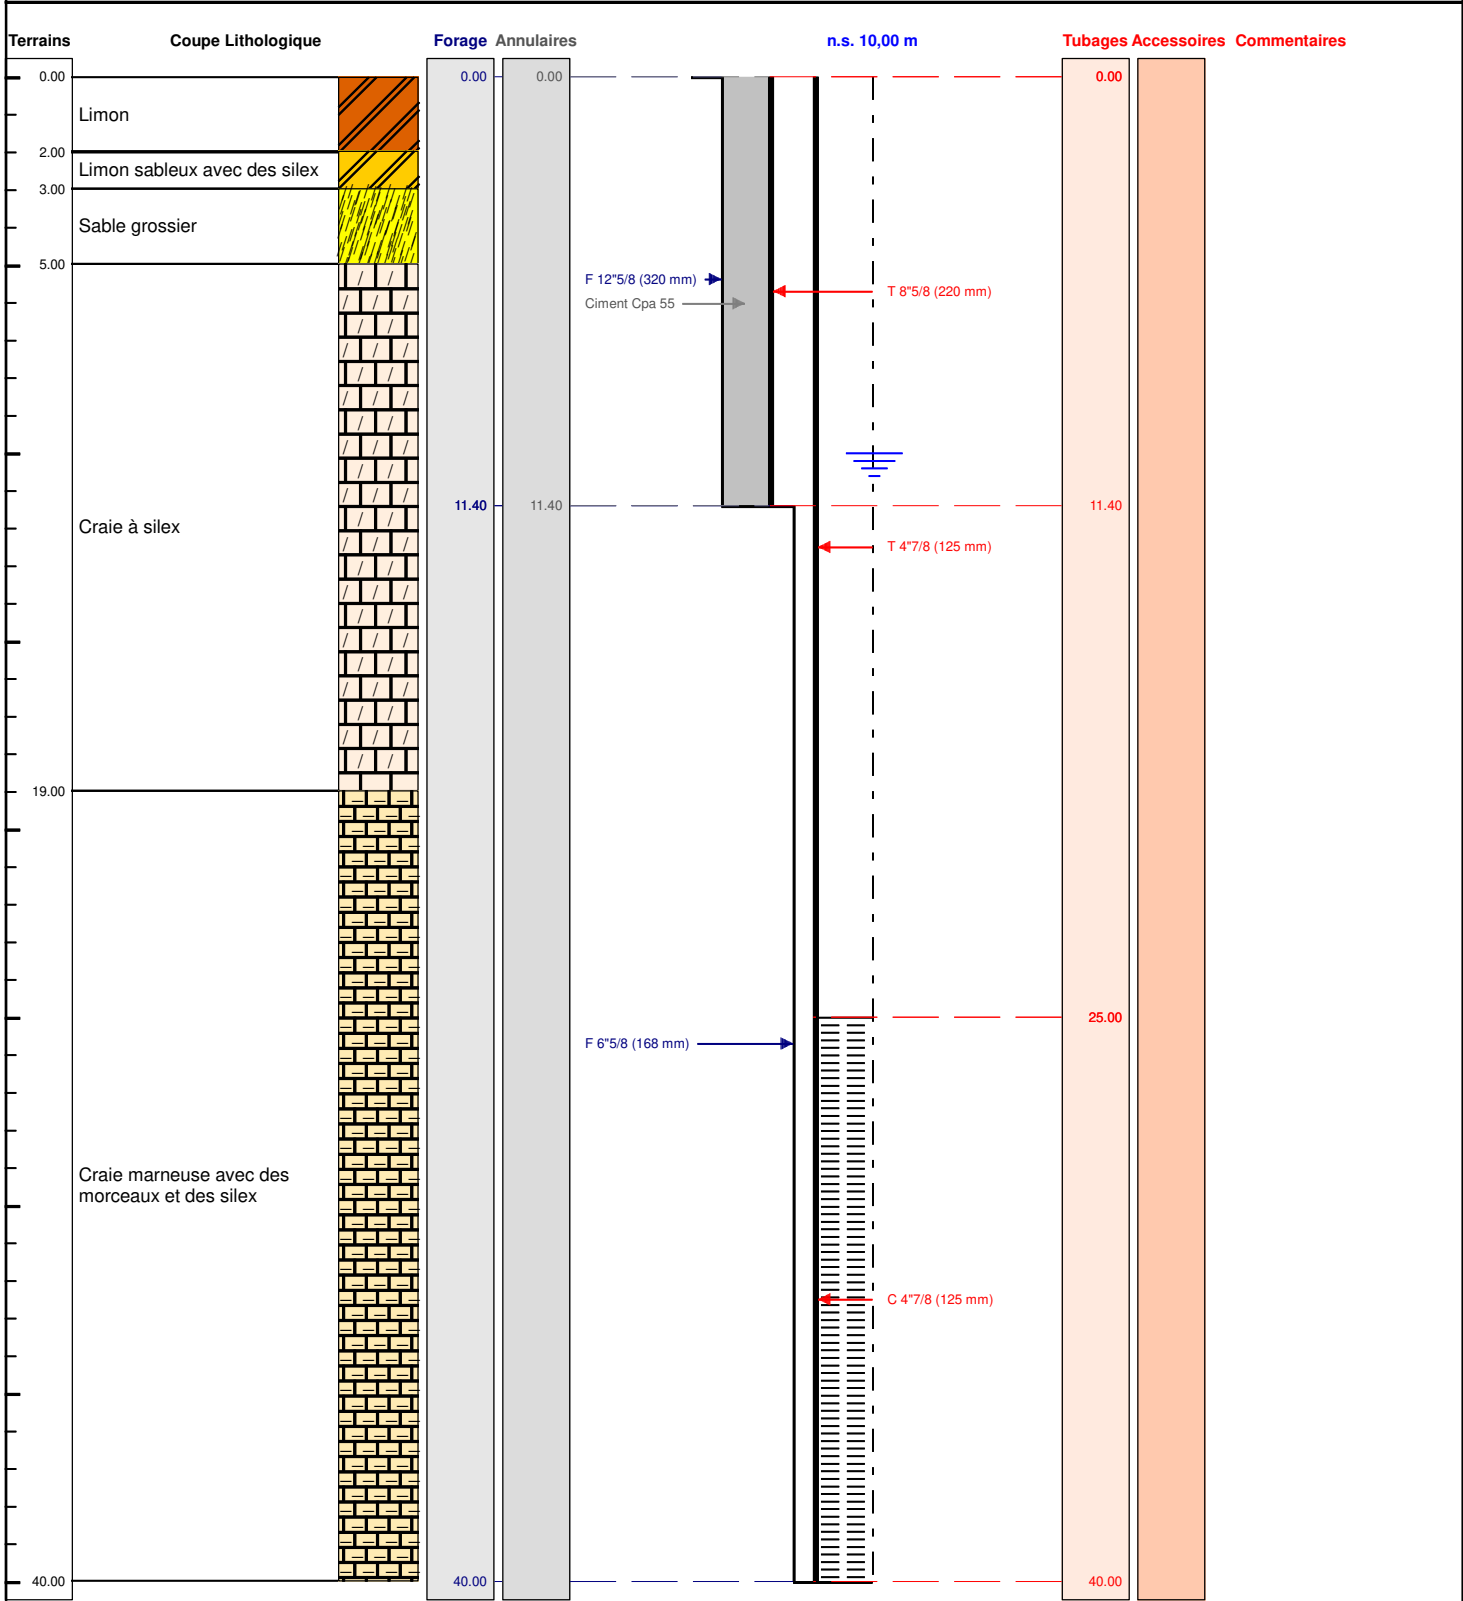 Terrains Coupe Lithologique Forage Annulaires n.s. 10,00 m Tubages Accessoires Commentaires
0.00 0.00 0.00 0.00
Limon
2.00
Limon sableux avec des silex
3.00
Sable grossier
5.00
F 12"5/8 (320 mm)
T 8"5/8 (220 mm)
Ciment Cpa 55
11.40 11.40 11.40
Craie à silex
T 4"7/8 (125 mm)
19.00
25.00
F 6"5/8 (168 mm)
Craie marneuse avec des
morceaux et des silex
C 4"7/8 (125 mm)
40.00 40.00 40.00